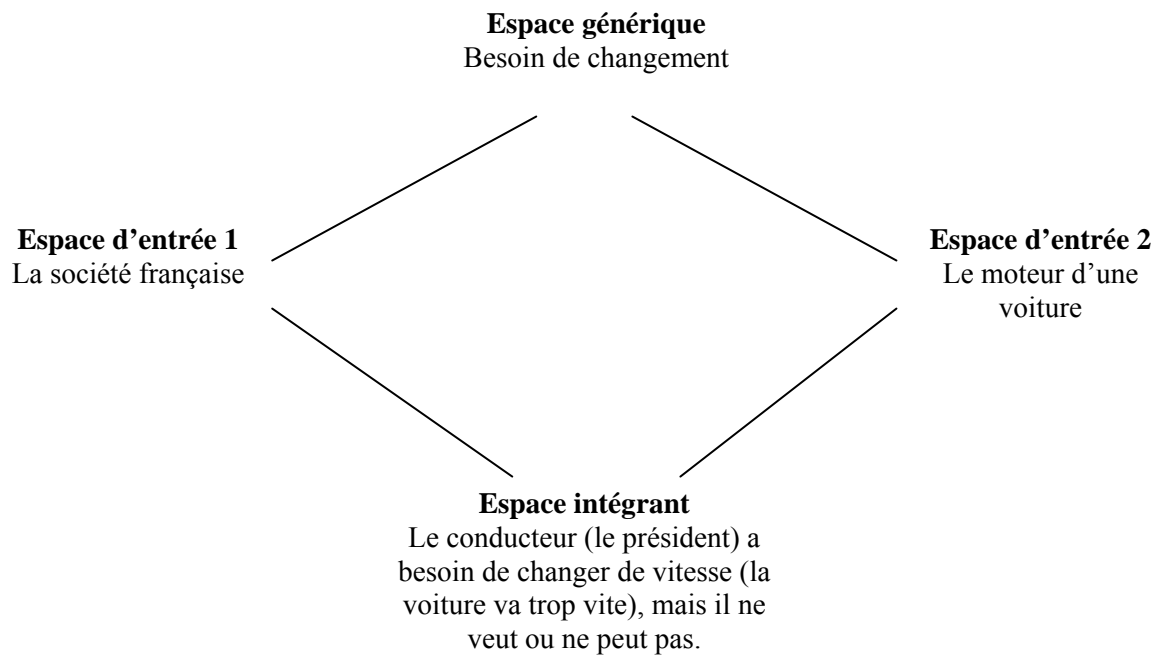 Espace générique
Besoin de changement
Espace d’entrée 1
La société française
Espace d’entrée 2
Le moteur d’une
voiture
Espace intégrant
Le conducteur (le président) a
besoin de changer de vitesse (la
voiture va trop vite), mais il ne
veut ou ne peut pas.